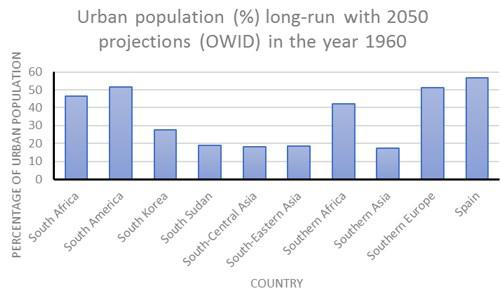 Urban population (%) long-run with 2050
projections (OWID) in the year 1960
PERCENTAGE OF URBAN POPULATION
60
50
40
30
20
10
0
South Africa
South America
South Korea
South Sudan
South-Central Asia
South-Eastern Asia
Southern Africa
Southern Asia
Southern Europe
Spain
COUNTRY